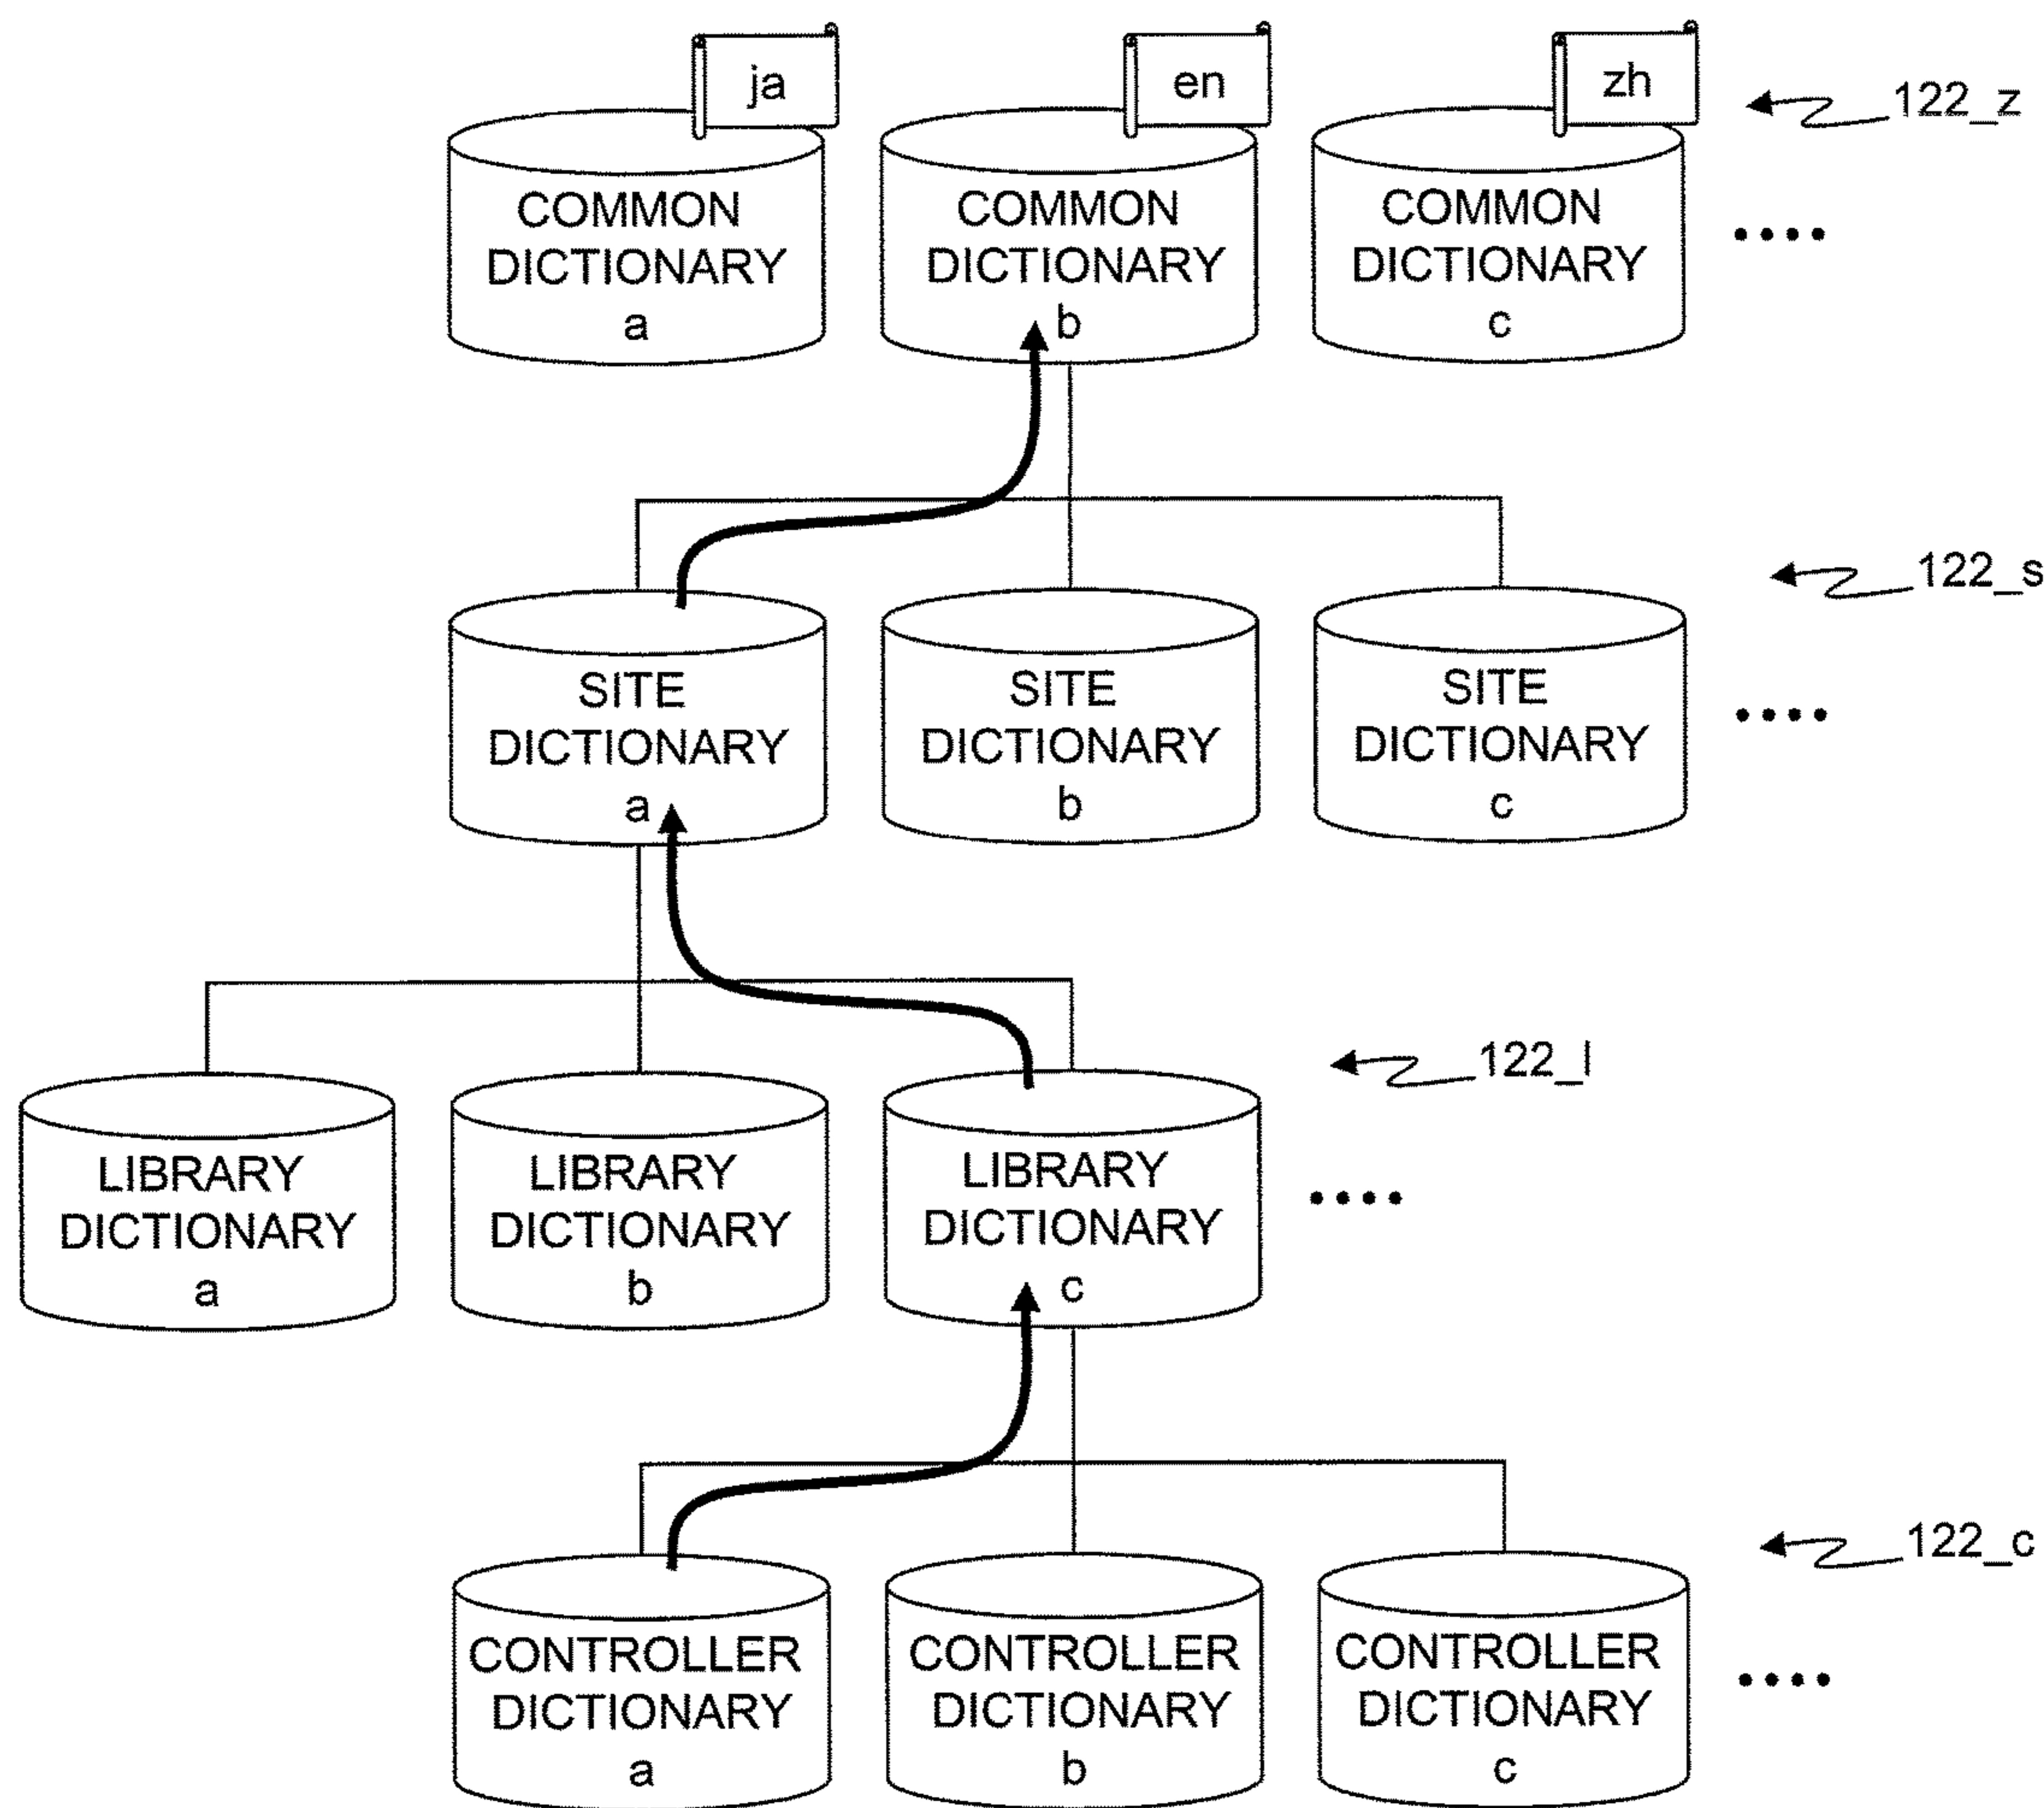 ja
en
zh
122_z
COMMON
DICTIONARY
a
COMMON
DICTIONARY
b
COMMON
DICTIONARY
c
122_s
SITE
DICTIONARY
a
SITE
DICTIONARY
b
SITE
DICTIONARY
c
122_l
LIBRARY
DICTIONARY
a
LIBRARY
DICTIONARY
b
LIBRARY
DICTIONARY
c
122_c
CONTROLLER
DICTIONARY
a
CONTROLLER
DICTIONARY
b
CONTROLLER
DICTIONARY
c